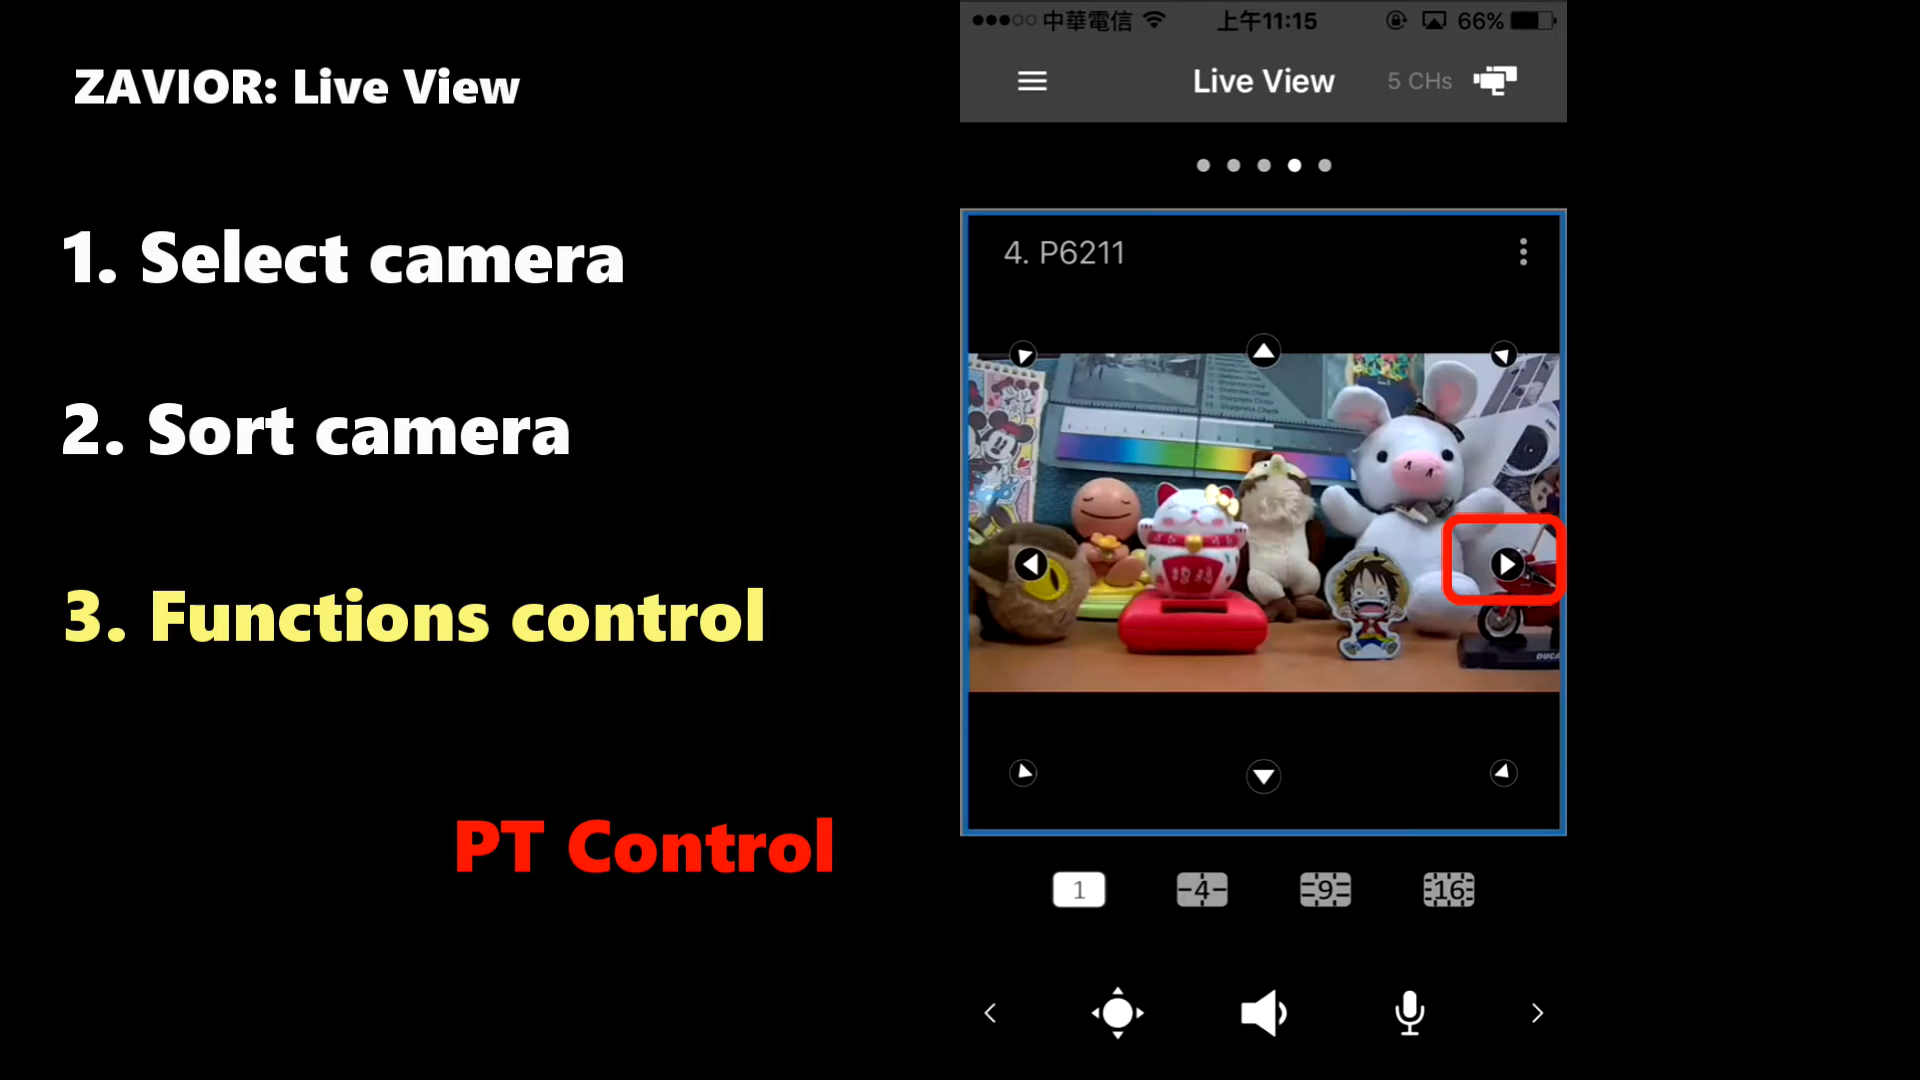 ZAVIOR: Live View
1. Select camera
2. Sort camera
3. Functions control
PT Control
中華電信
上午11:15
66%
Live View
5 CHs
4. P6211
DUCA
1
4
9
16